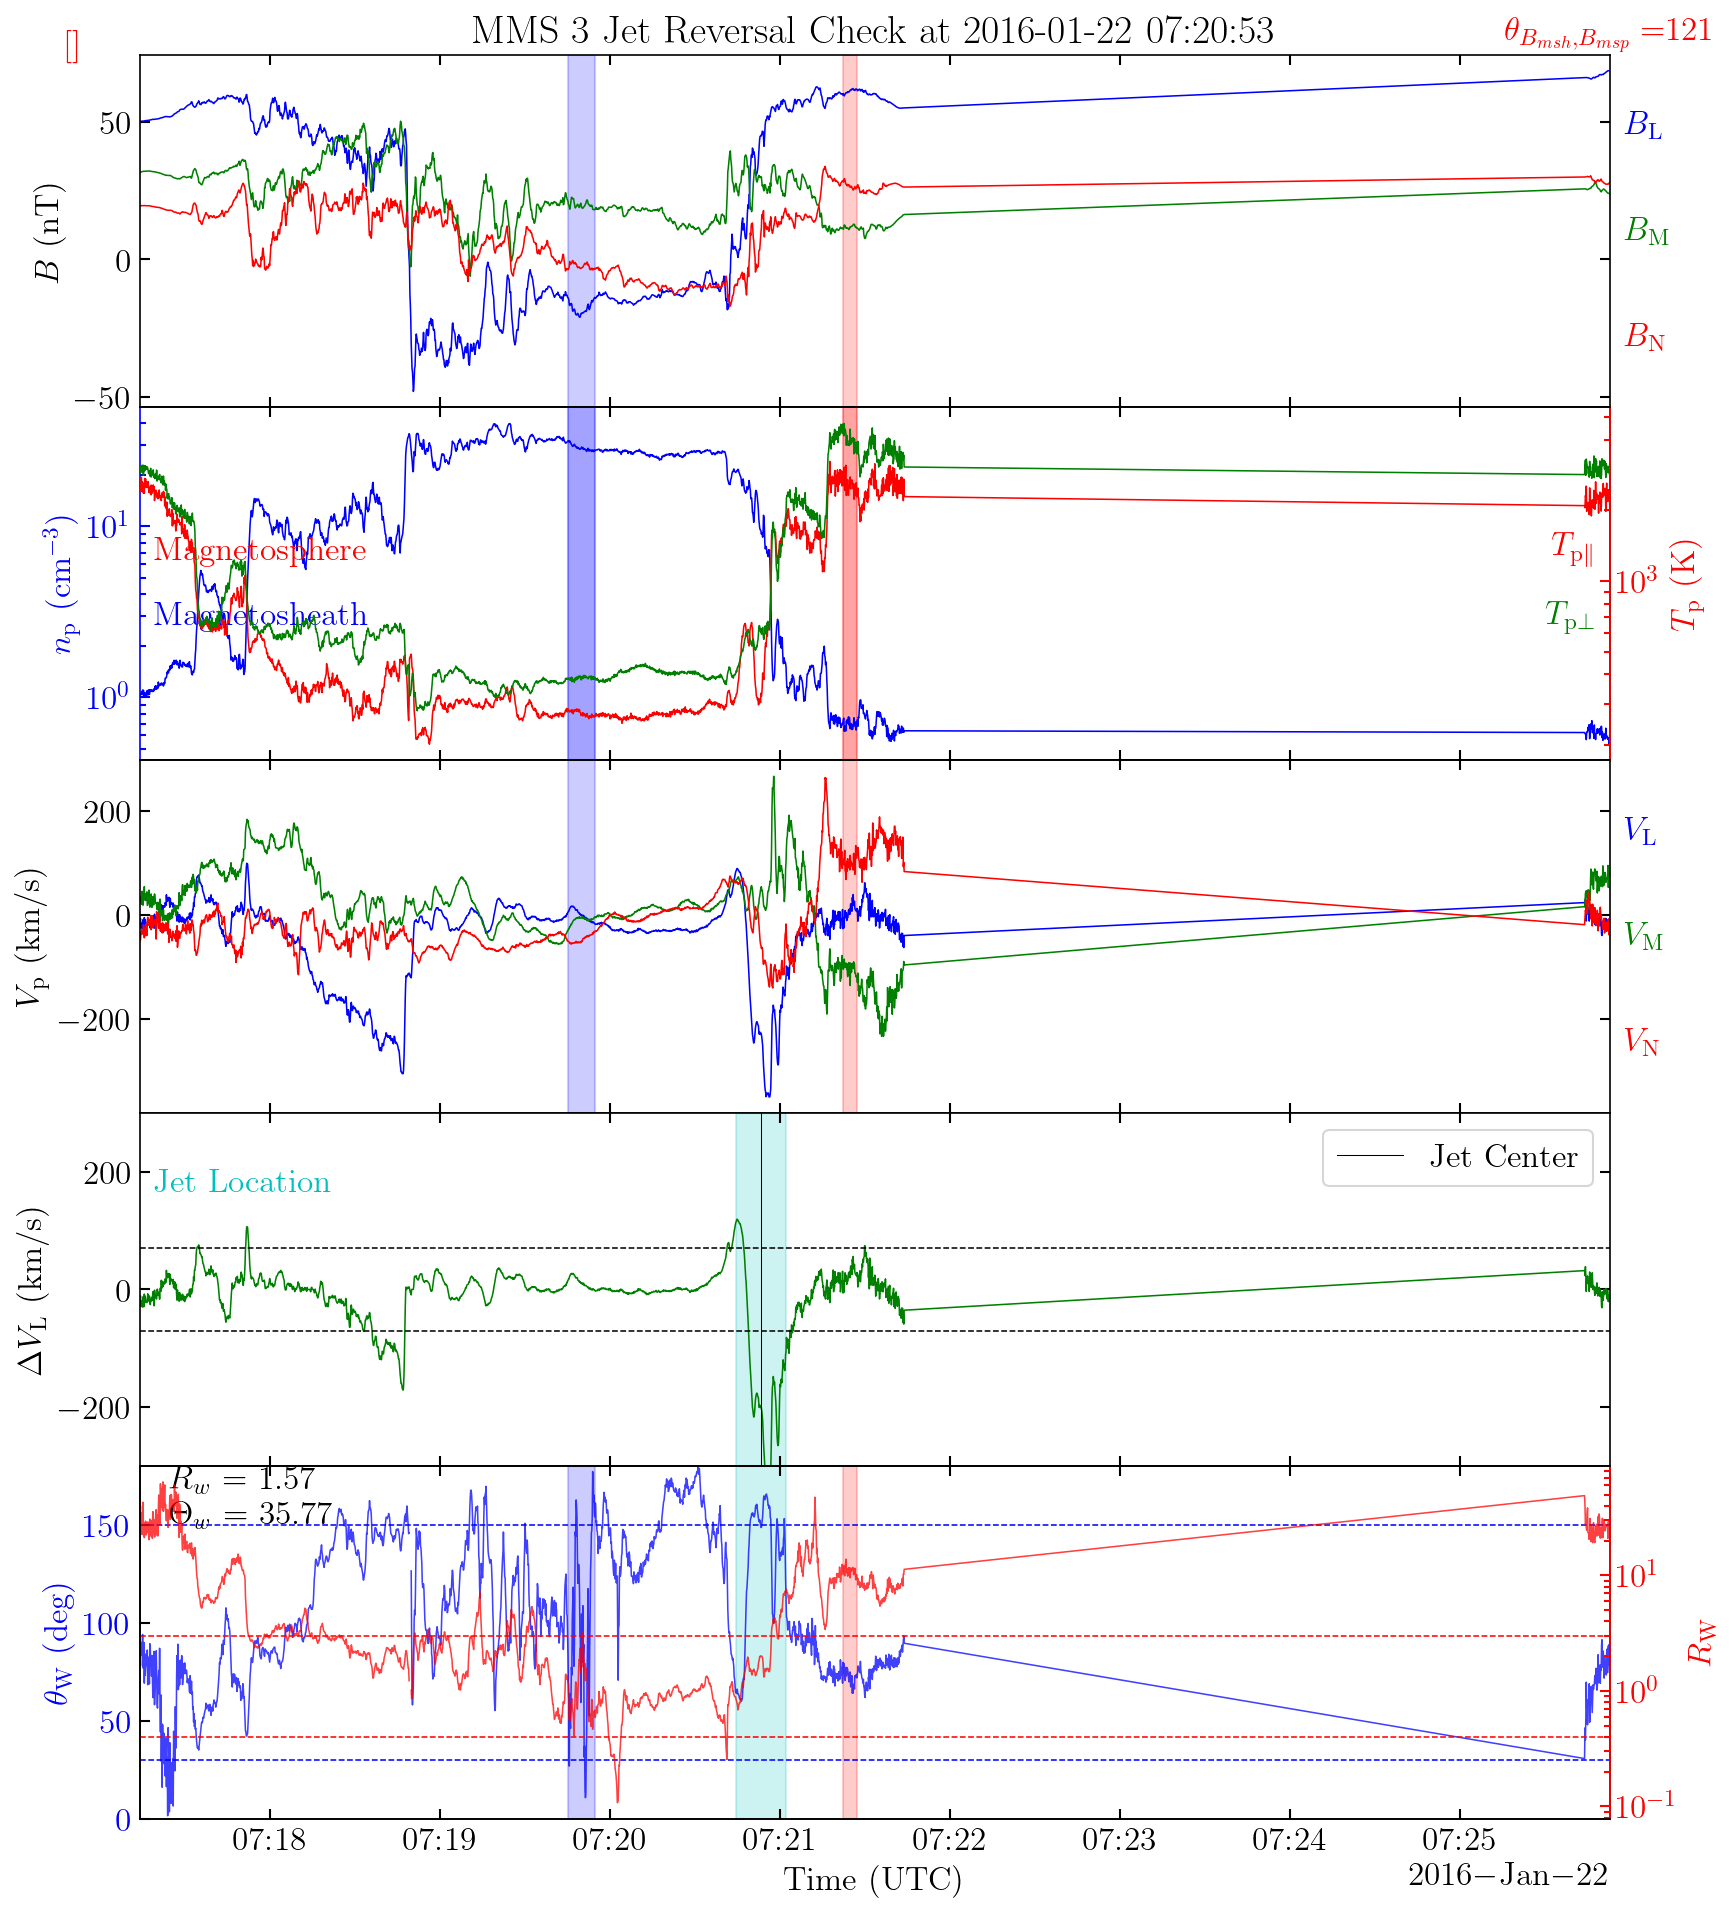 MMS 3 Jet Reversal Check at 2016-01-22 07:20:53
[]
θ_{B_{msh},B_{msp}} =121
B (nT)
50
0
−50
B_L
B_M
B_N
n_p (cm^{−3})
10^1
10^0
Magnetosphere
Magnetosheath
T_{p∥}
T_{p⊥}
10^3
T_p (K)
V_p (km/s)
200
0
−200
V_L
V_M
V_N
ΔV_L (km/s)
200
0
−200
Jet Location
Jet Center
θ_W (deg)
150
100
50
0
R_w = 1.57
Θ_w = 35.77
10^1
10^0
10^{−1}
R_W
07:18 07:19 07:20 07:21 07:22 07:23 07:24 07:25
Time (UTC)
2016−Jan−22